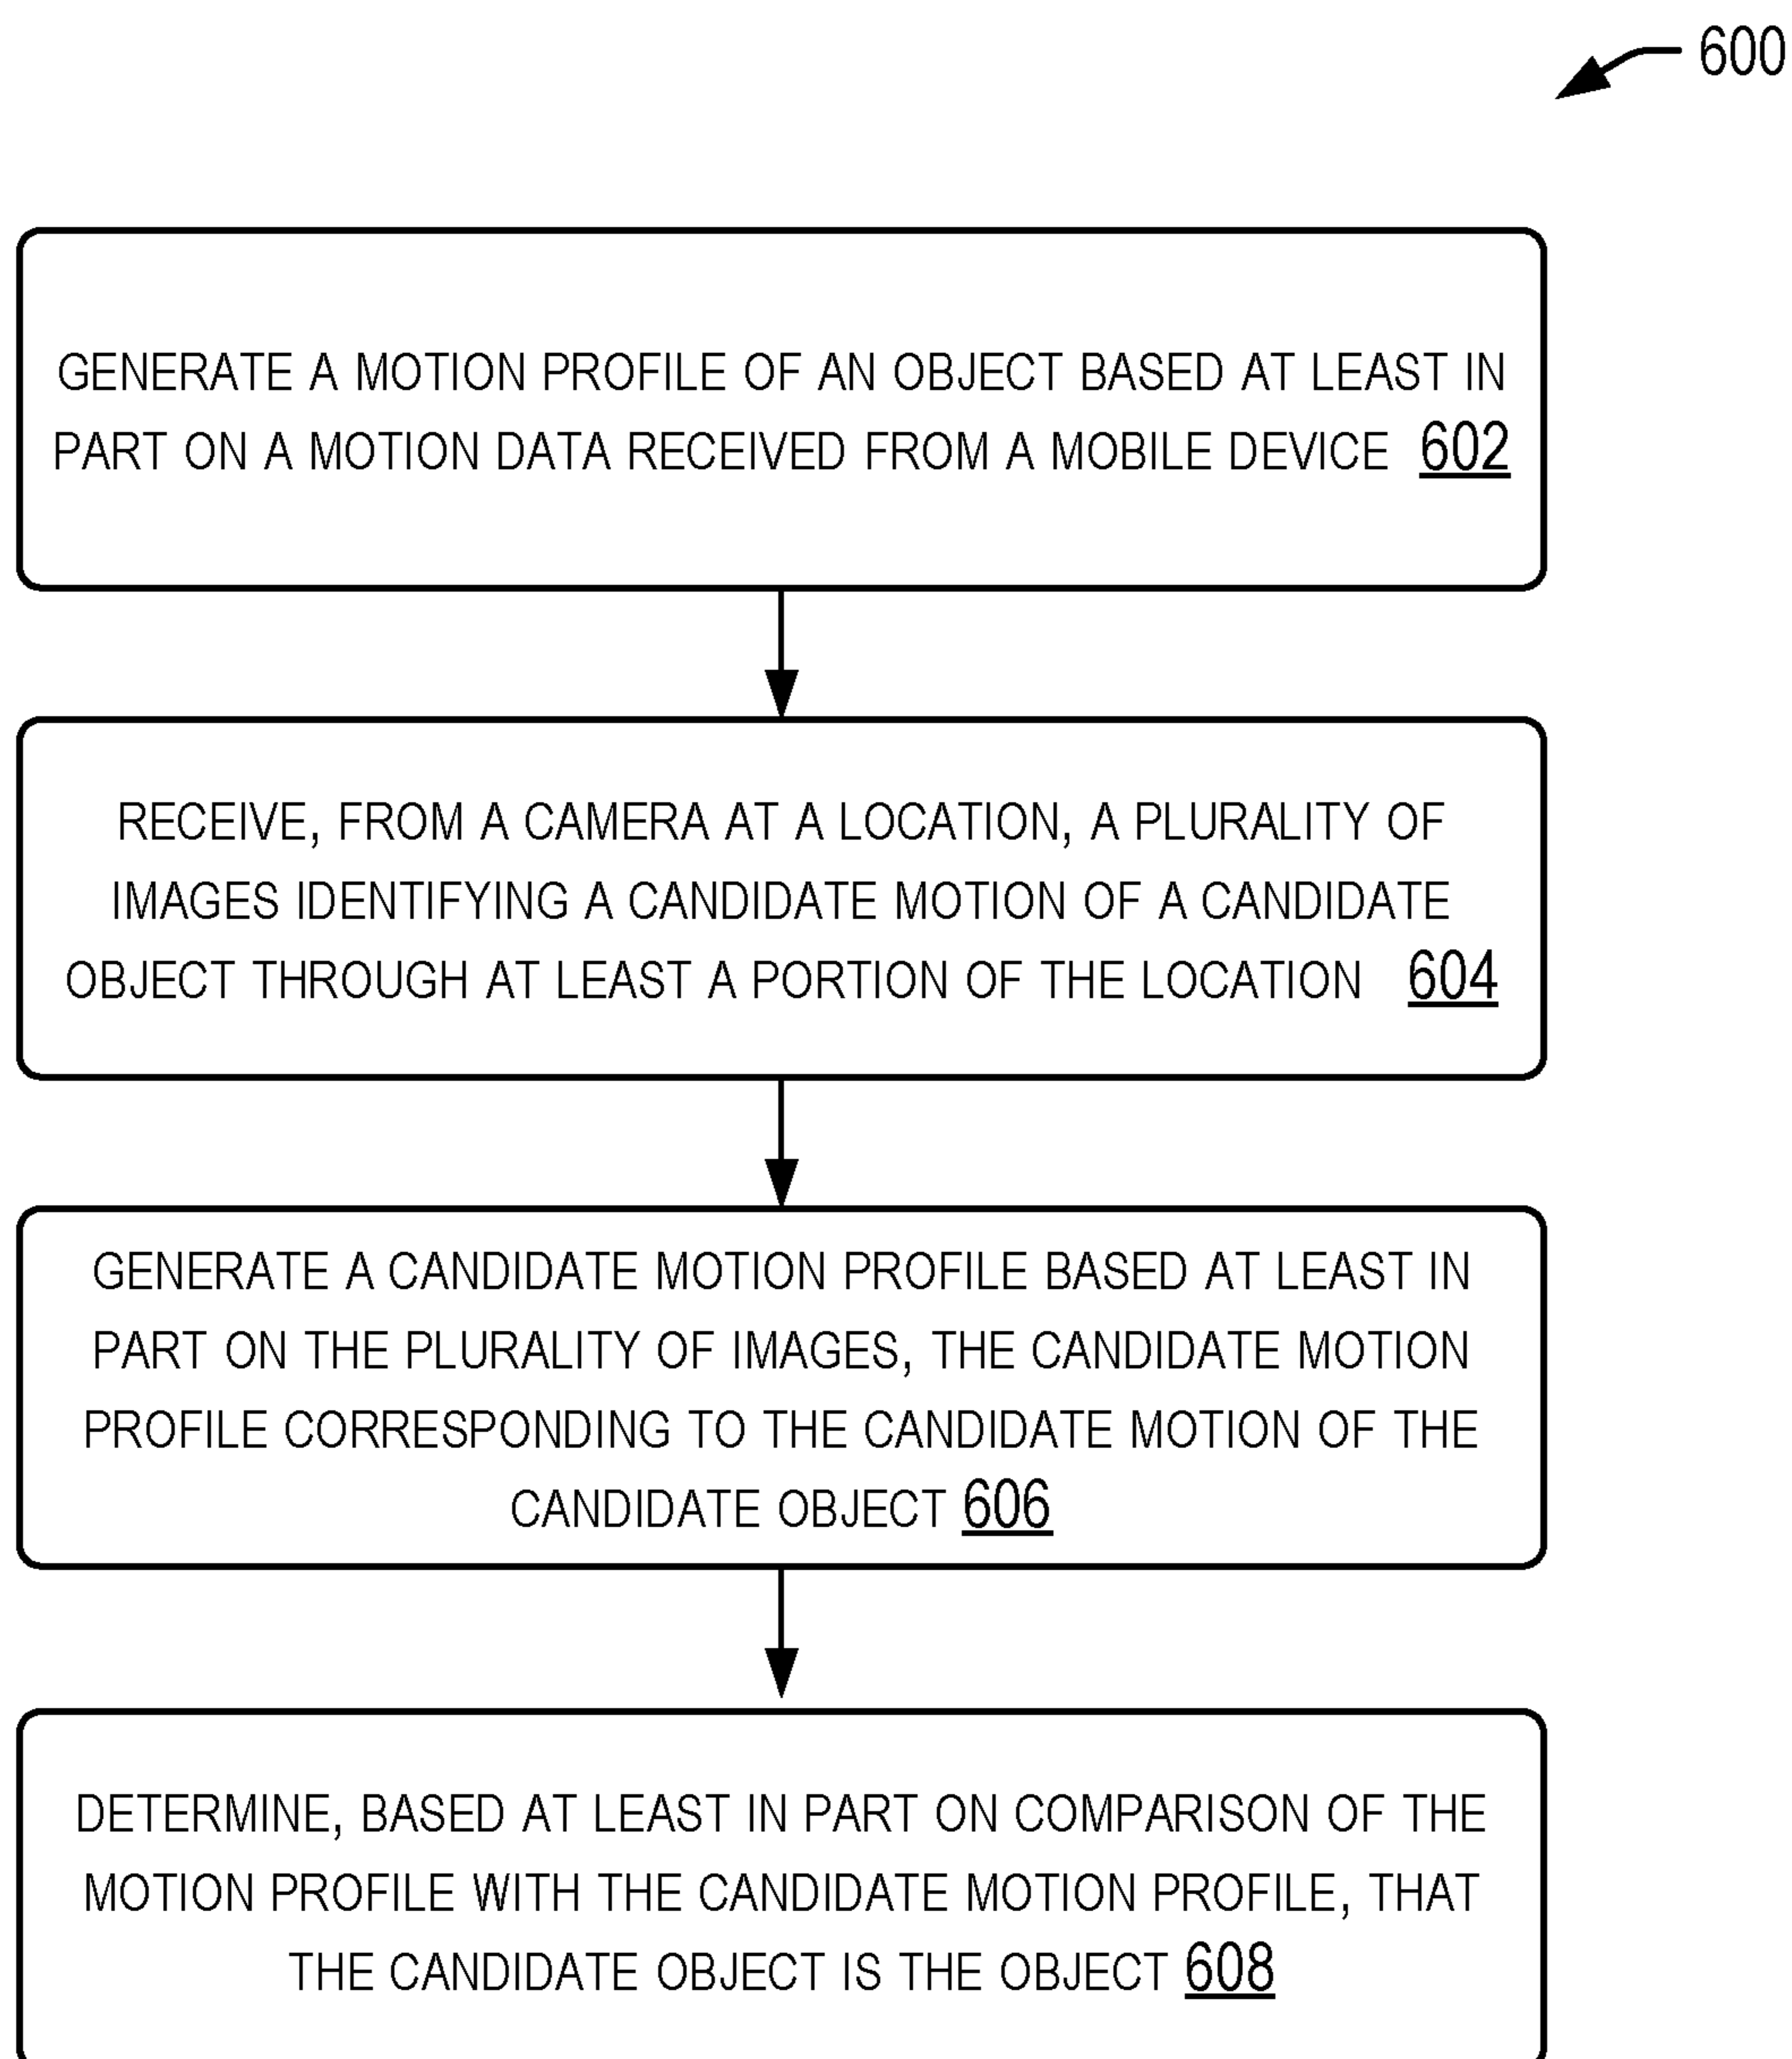 600
GENERATE A MOTION PROFILE OF AN OBJECT BASED AT LEAST IN
PART ON A MOTION DATA RECEIVED FROM A MOBILE DEVICE 602
RECEIVE, FROM A CAMERA AT A LOCATION, A PLURALITY OF
IMAGES IDENTIFYING A CANDIDATE MOTION OF A CANDIDATE
OBJECT THROUGH AT LEAST A PORTION OF THE LOCATION 604
GENERATE A CANDIDATE MOTION PROFILE BASED AT LEAST IN
PART ON THE PLURALITY OF IMAGES, THE CANDIDATE MOTION
PROFILE CORRESPONDING TO THE CANDIDATE MOTION OF THE
CANDIDATE OBJECT 606
DETERMINE, BASED AT LEAST IN PART ON COMPARISON OF THE
MOTION PROFILE WITH THE CANDIDATE MOTION PROFILE, THAT
THE CANDIDATE OBJECT IS THE OBJECT 608